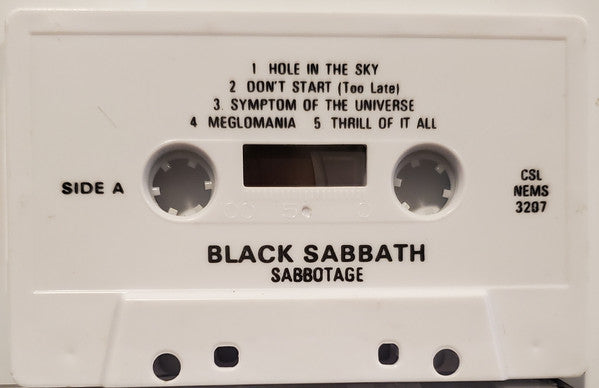 1 HOLE IN THE SKY
2 DON'T START (Too Late)
3. SYMPTOM OF THE UNIVERSE
4 MEGLOMANIA 5 THRILL OF IT ALL
SIDE A
CSL
NEMS
3207
BLACK SABBATH
SABBOTAGE